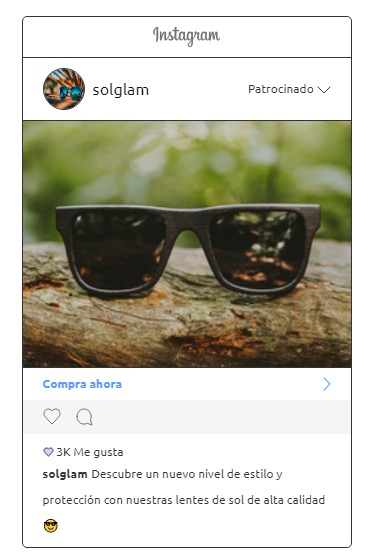 Instagram
solglam
Patrocinado
Compra ahora
3K Me gusta
solglam Descubre un nuevo nivel de estilo y
protección con nuestras lentes de sol de alta calidad
😎